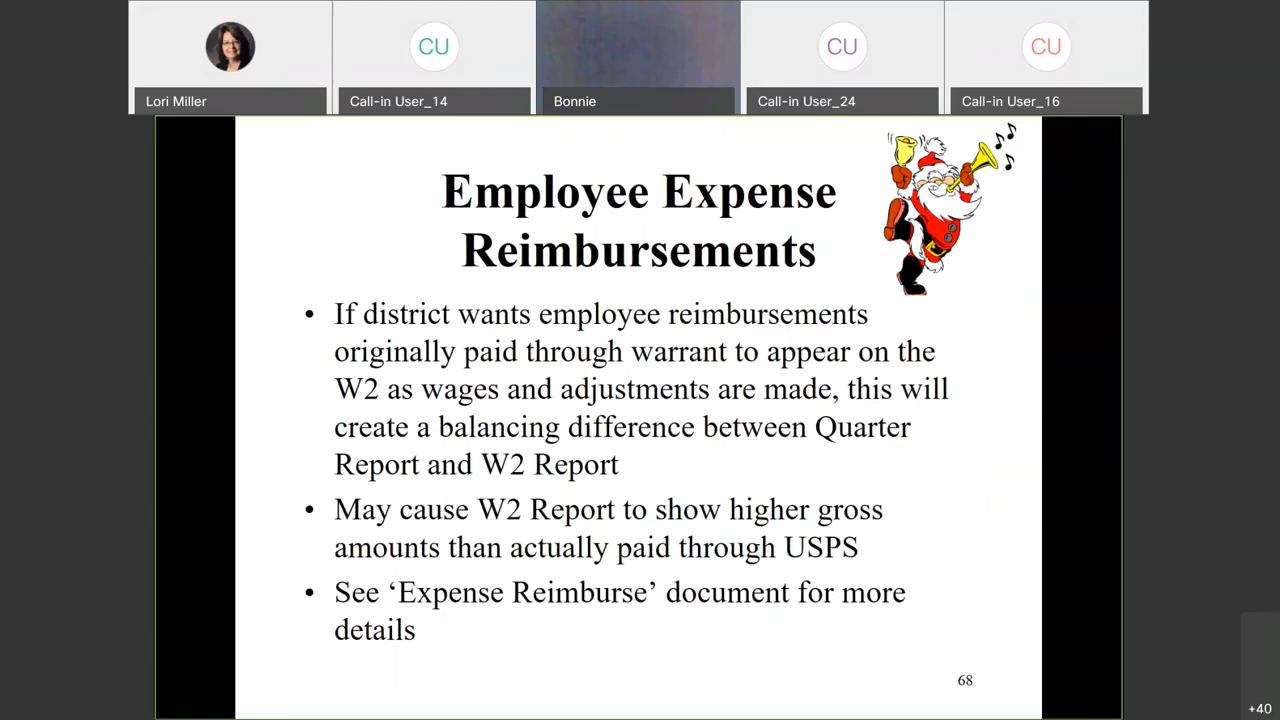 CU
CU
CU
Lori Miller
Call-in User_14
Bonnie
Call-in User_24
Call-in User_16
Employee Expense
Reimbursements
• If district wants employee reimbursements
originally paid through warrant to appear on the
W2 as wages and adjustments are made, this will
create a balancing difference between Quarter
Report and W2 Report
• May cause W2 Report to show higher gross
amounts than actually paid through USPS
• See ‘Expense Reimburse’ document for more
details
68
+40